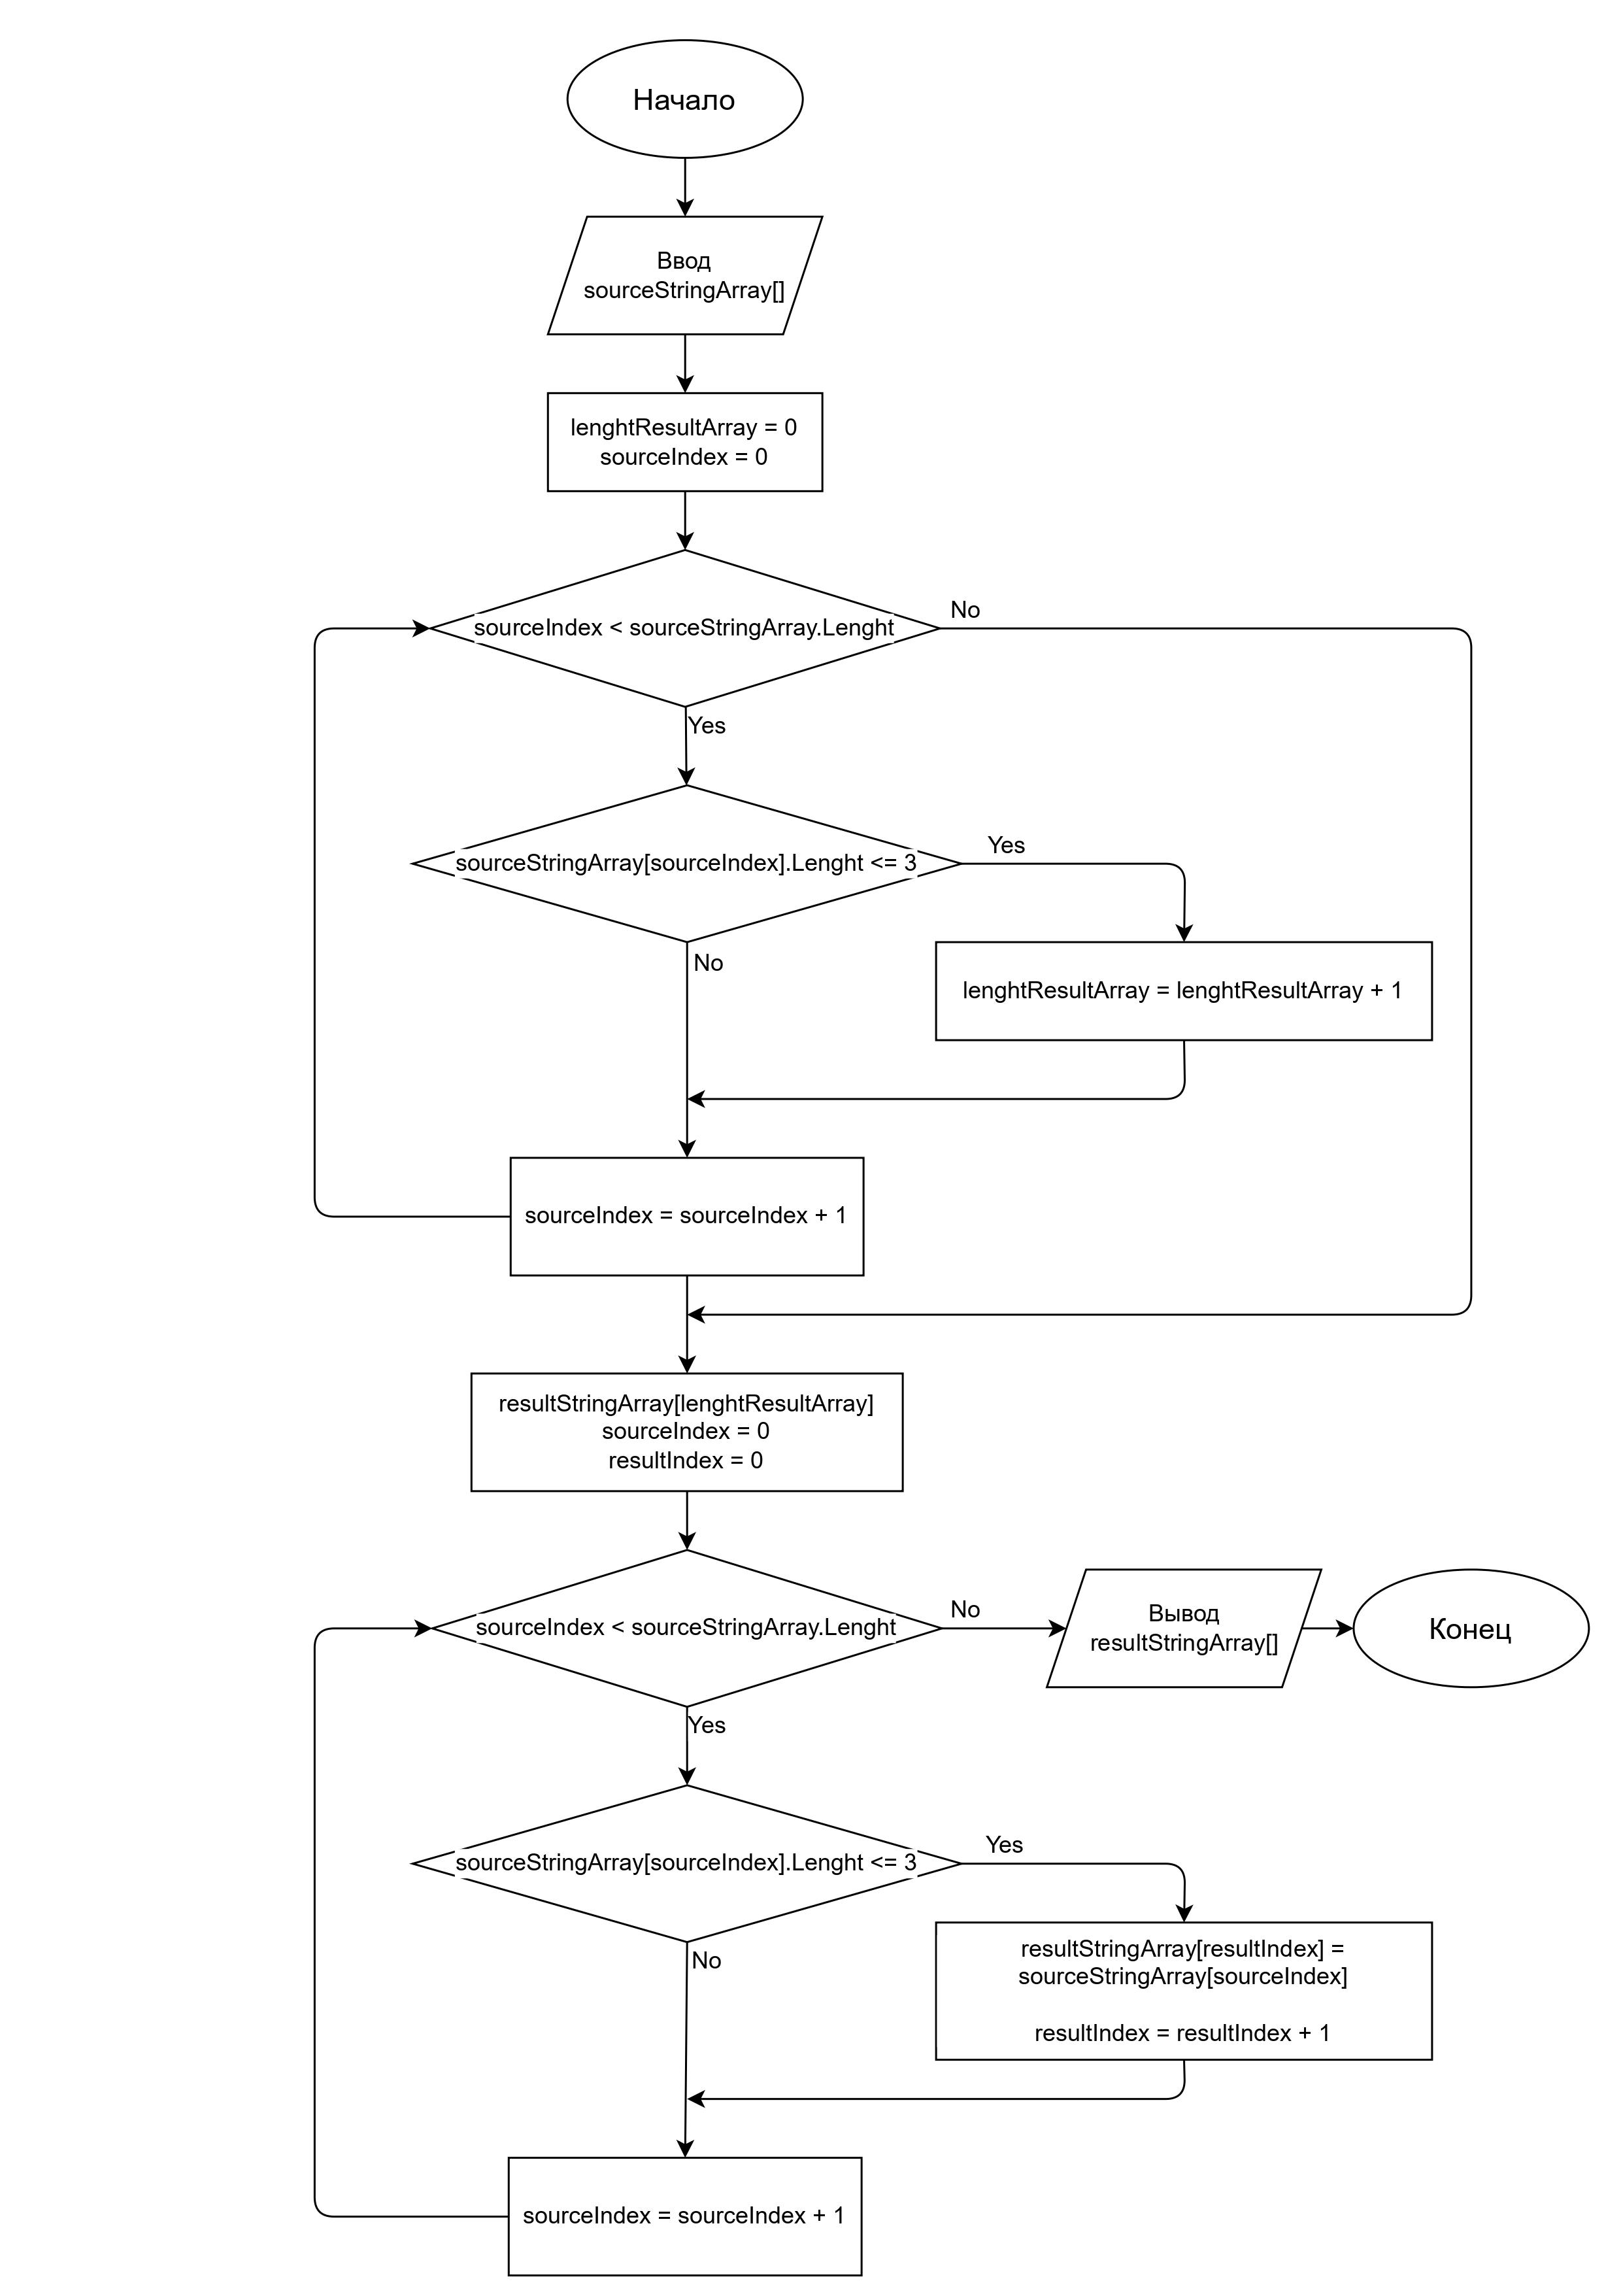 Начало
Ввод
sourceStringArray[]
lenghtResultArray = 0
sourceIndex = 0
sourceIndex < sourceStringArray.Lenght
No
Yes
sourceStringArray[sourceIndex].Lenght <= 3
Yes
No
lenghtResultArray = lenghtResultArray + 1
sourceIndex = sourceIndex + 1
resultStringArray[lenghtResultArray]
sourceIndex = 0
resultIndex = 0
sourceIndex < sourceStringArray.Lenght
No
Вывод
resultStringArray[]
Конец
Yes
sourceStringArray[sourceIndex].Lenght <= 3
Yes
No
resultStringArray[resultIndex] =
sourceStringArray[sourceIndex]
resultIndex = resultIndex + 1
sourceIndex = sourceIndex + 1